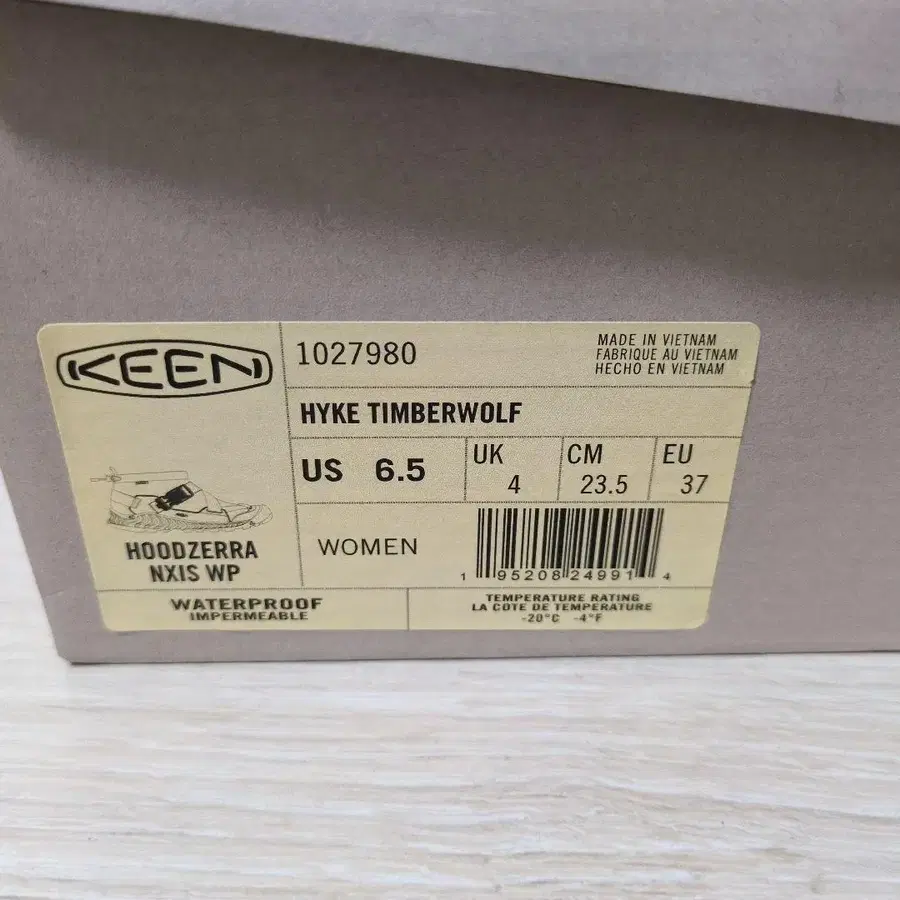 KEEN
1027980
MADE IN VIETNAM
FABRIQUE AU VIETNAM
HECHO EN VIETNAM
HYKE TIMBERWOLF
US 6.5
UK
4
CM
23.5
EU
37
HOODZERRA
NXIS WP
WOMEN
1 95208 24991 4
WATERPROOF
IMPERMEABLE
TEMPERATURE RATING
LA COTE DE TEMPERATURE
-20°C -4°F